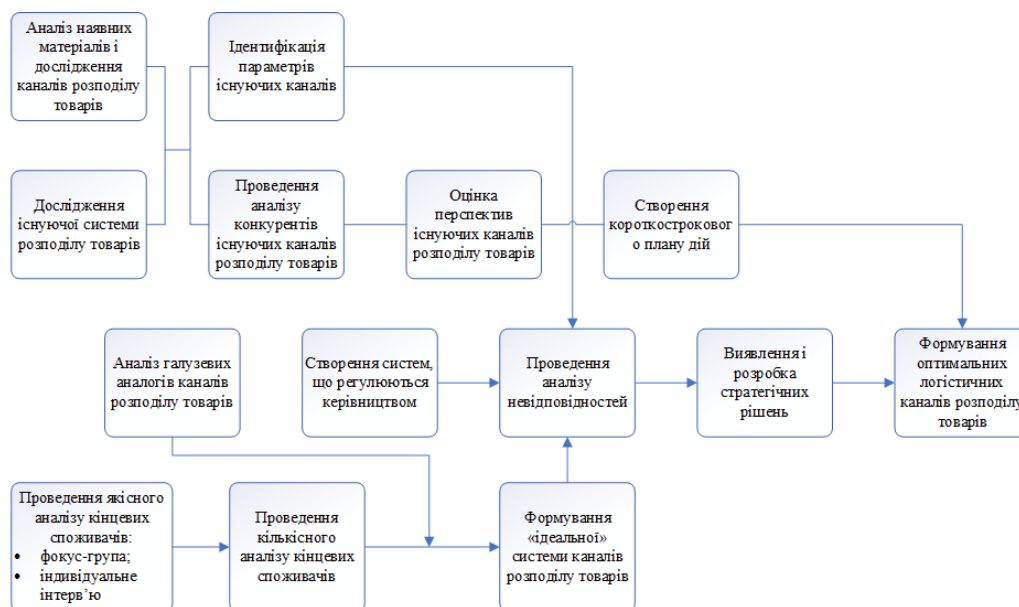 Аналіз наявних
матеріалів і
дослідження
каналів розподілу
товарів
Ідентифікація
параметрів
існуючих каналів
Дослідження
існуючої системи
розподілу товарів
Проведення
аналізу
конкурентів
існуючих каналів
розподілу товарів
Оцінка
перспектив
існуючих каналів
розподілу товарів
Створення
короткостроково
о плану дій
Аналіз галузевих
аналогів каналів
розподілу товарів
Створення систем,
що регулюються
керівництвом
Проведення
аналізу
невідповідностей
Виявлення і
розробка
стратегічних
рішень
Формування
оптимальних
логістичних
каналів розподілу
товарів
Проведення якісного
аналізу кінцевих
споживачів:
• фокус-група;
• індивідуальне
інтерв’ю
Проведення
кількісного
аналізу кінцевих
споживачів
Формування
«ідеальної»
системи каналів
розподілу товарів